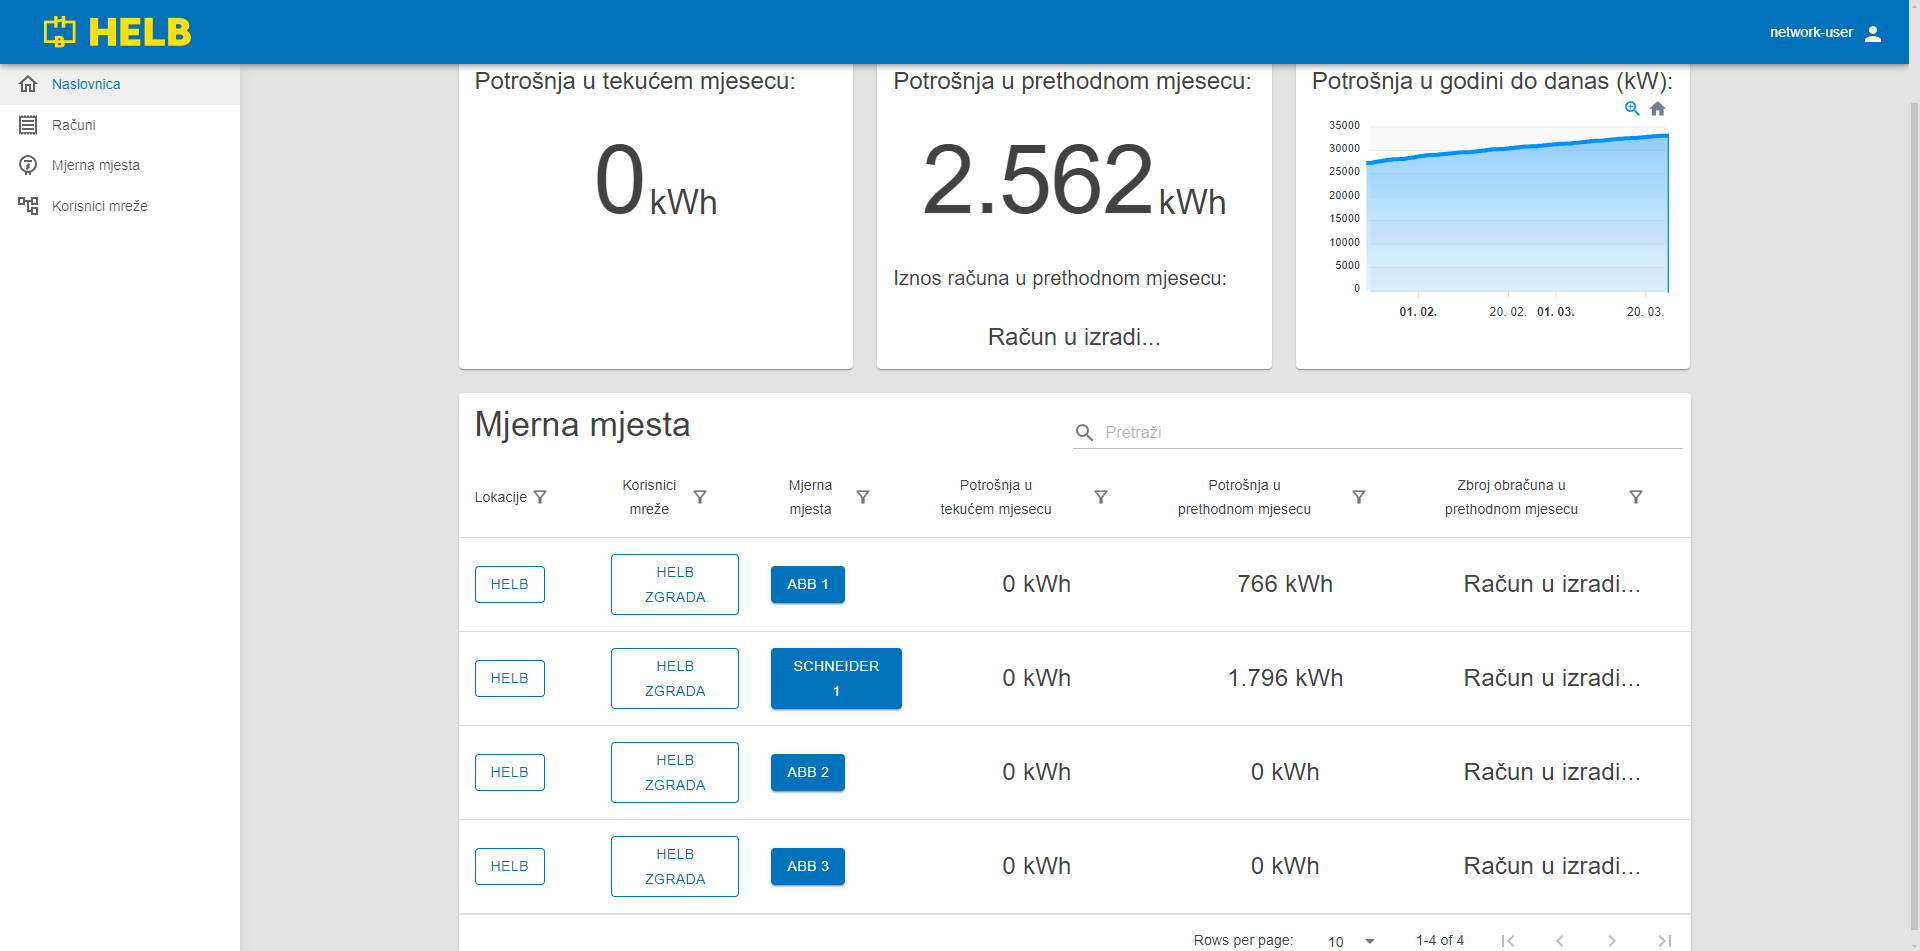 HELB
network-user
Naslovnica
Računi
Mjerna mjesta
Korisnici mreže
Potrošnja u tekućem mjesecu:
0 kWh
Potrošnja u prethodnom mjesecu:
2.562 kWh
Iznos računa u prethodnom mjesecu:
Račun u izradi...
Potrošnja u godini do danas (kW):
35000
30000
25000
20000
15000
10000
5000
0
01. 02. 20. 02. 01. 03. 20. 03.
Mjerna mjesta
Pretraži
Lokacije
Korisnici
mreže
Mjerna
mjesta
Potrošnja u
tekućem mjesecu
Potrošnja u
prethodnom mjesecu
Zbroj obračuna u
prethodnom mjesecu
HELB
HELB
ZGRADA
ABB 1
0 kWh
766 kWh
Račun u izradi...
HELB
HELB
ZGRADA
SCHNEIDER
1
0 kWh
1.796 kWh
Račun u izradi...
HELB
HELB
ZGRADA
ABB 2
0 kWh
0 kWh
Račun u izradi...
HELB
HELB
ZGRADA
ABB 3
0 kWh
0 kWh
Račun u izradi...
Rows per page: 10 1-4 of 4